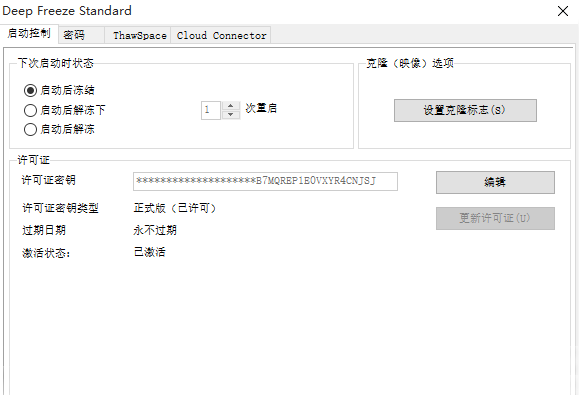 Deep Freeze Standard
启动控制 密码 ThawSpace Cloud Connector
下次启动时状态 克隆（映像）选项
启动后冻结
启动后解冻下 1 次重启
设置克隆标志(S)
启动后解冻
许可证
许可证密钥 ********************B7MQREP1E0VXYR4CNJSJ 编辑
许可证密钥类型 正式版（已许可） 更新许可证(U)
过期日期 永不过期
激活状态: 已激活